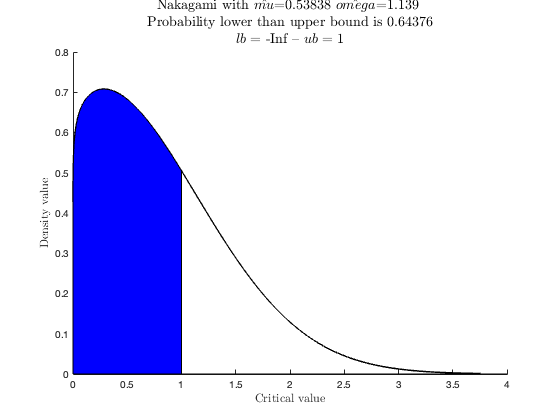 Nakagami with m̂u=0.53838 om̂ega=1.139
Probability lower than upper bound is 0.64376
lb = -Inf – ub = 1
0.8
0.7
0.6
0.5
0.4
0.3
0.2
0.1
0
Density value
0 0.5 1 1.5 2 2.5 3 3.5 4
Critical value